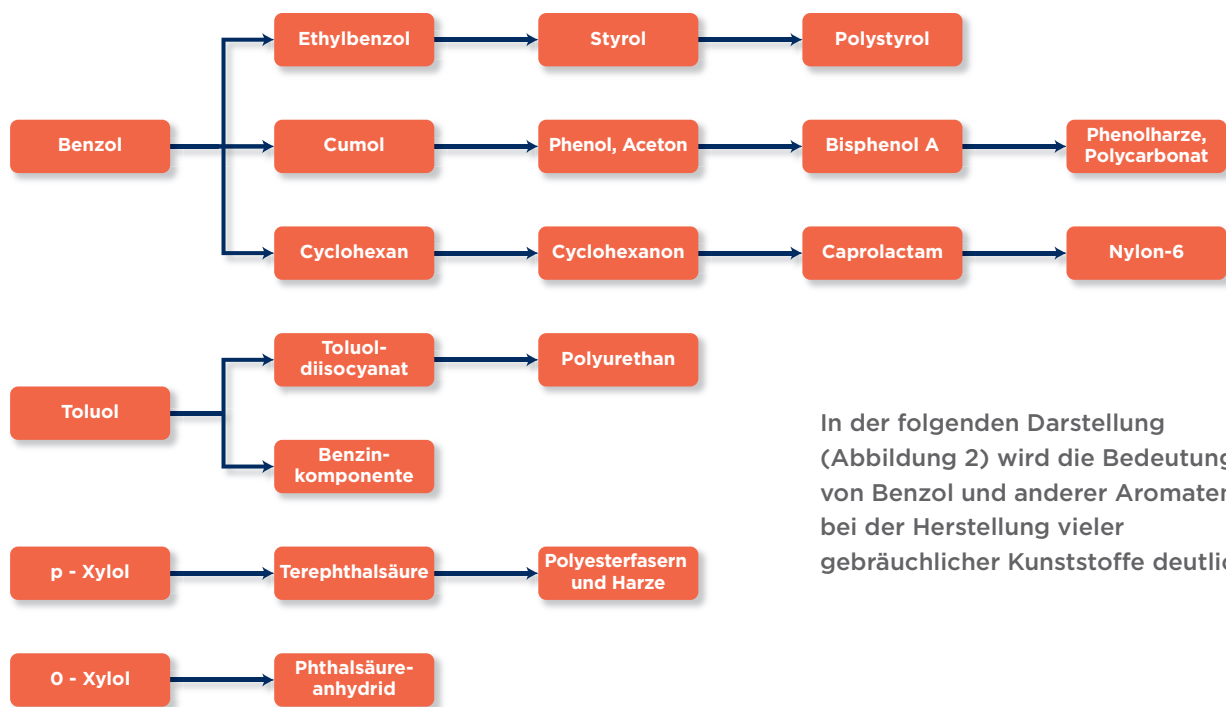 Ethylbenzol
Styrol
Polystyrol
Benzol
Cumol
Phenol, Aceton
Bisphenol A
Phenolharze,
Polycarbonat
Cyclohexan
Cyclohexanon
Caprolactam
Nylon-6
Toluol
Toluol-
diisocyanat
Polyurethan
Benzin-
komponente
p - Xylol
Terephthalsäure
Polyesterfasern
und Harze
0 - Xylol
Phthalsäure-
anhydrid
In der folgenden Darstellung
(Abbildung 2) wird die Bedeutung
von Benzol und anderer Aromaten
bei der Herstellung vieler
gebräuchlicher Kunststoffe deutlic